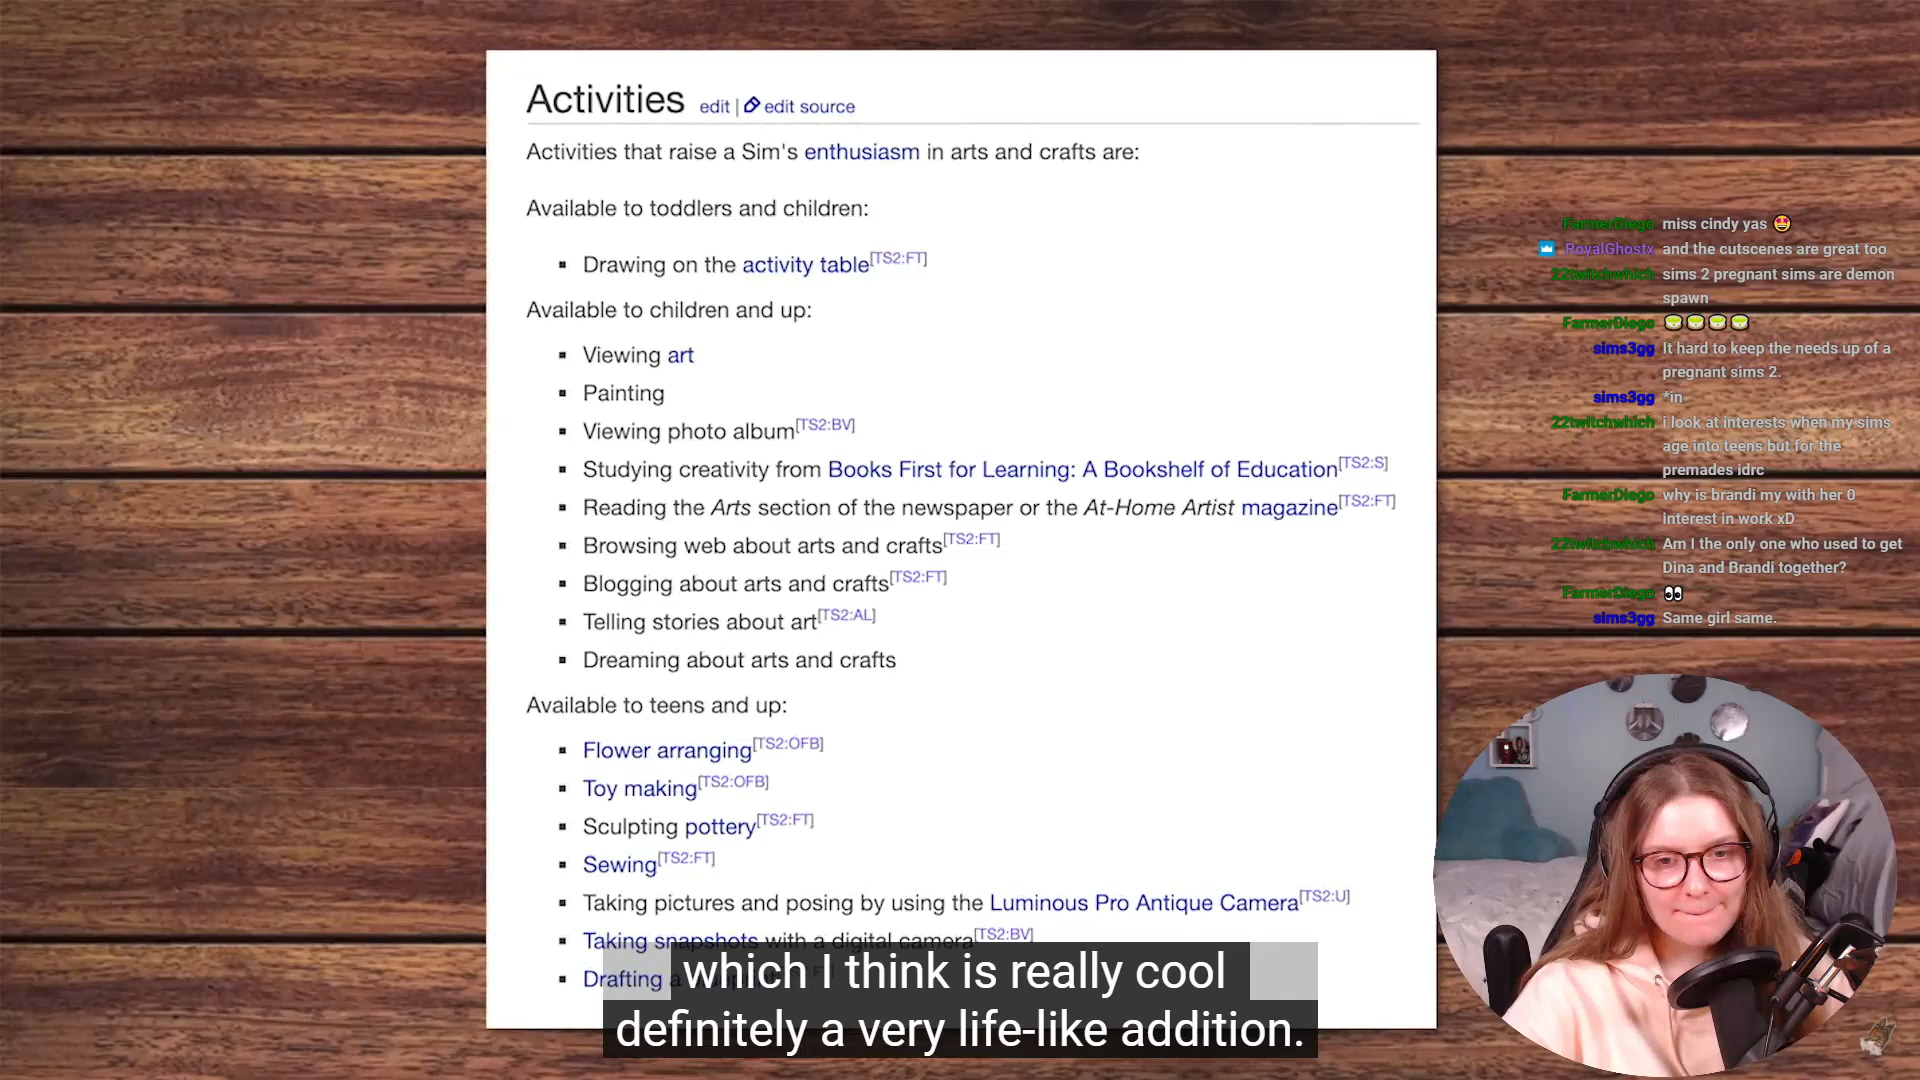 Activities edit | edit source
Activities that raise a Sim's enthusiasm in arts and crafts are:
Available to toddlers and children:
Drawing on the activity table[TS2:FT]
Available to children and up:
Viewing art
Painting
Viewing photo album[TS2:BV]
Studying creativity from Books First for Learning: A Bookshelf of Education[TS2:S]
Reading the Arts section of the newspaper or the At-Home Artist magazine[TS2:FT]
Browsing web about arts and crafts[TS2:FT]
Blogging about arts and crafts[TS2:FT]
Telling stories about art[TS2:AL]
Dreaming about arts and crafts
Available to teens and up:
Flower arranging[TS2:OFB]
Toy making[TS2:OFB]
Sculpting pottery[TS2:FT]
Sewing[TS2:FT]
Taking pictures and posing by using the Luminous Pro Antique Camera[TS2:U]
Taking snapshots with a digital camera[TS2:BV]
Drafting a
which I think is really cool
definitely a very life-like addition.
FarmerDiego miss cindy yas
RoyalGhostx and the cutscenes are great too
22twitchwhich sims 2 pregnant sims are demon
spawn
FarmerDiego
sims3gg It hard to keep the needs up of a
pregnant sims 2.
sims3gg *in
22twitchwhich i look at interests when my sims
age into teens but for the
premades idrc
FarmerDiego why is brandi my with her 0
interest in work xD
22twitchwhich Am I the only one who used to get
Dina and Brandi together?
FarmerDiego
sims3gg Same girl same.